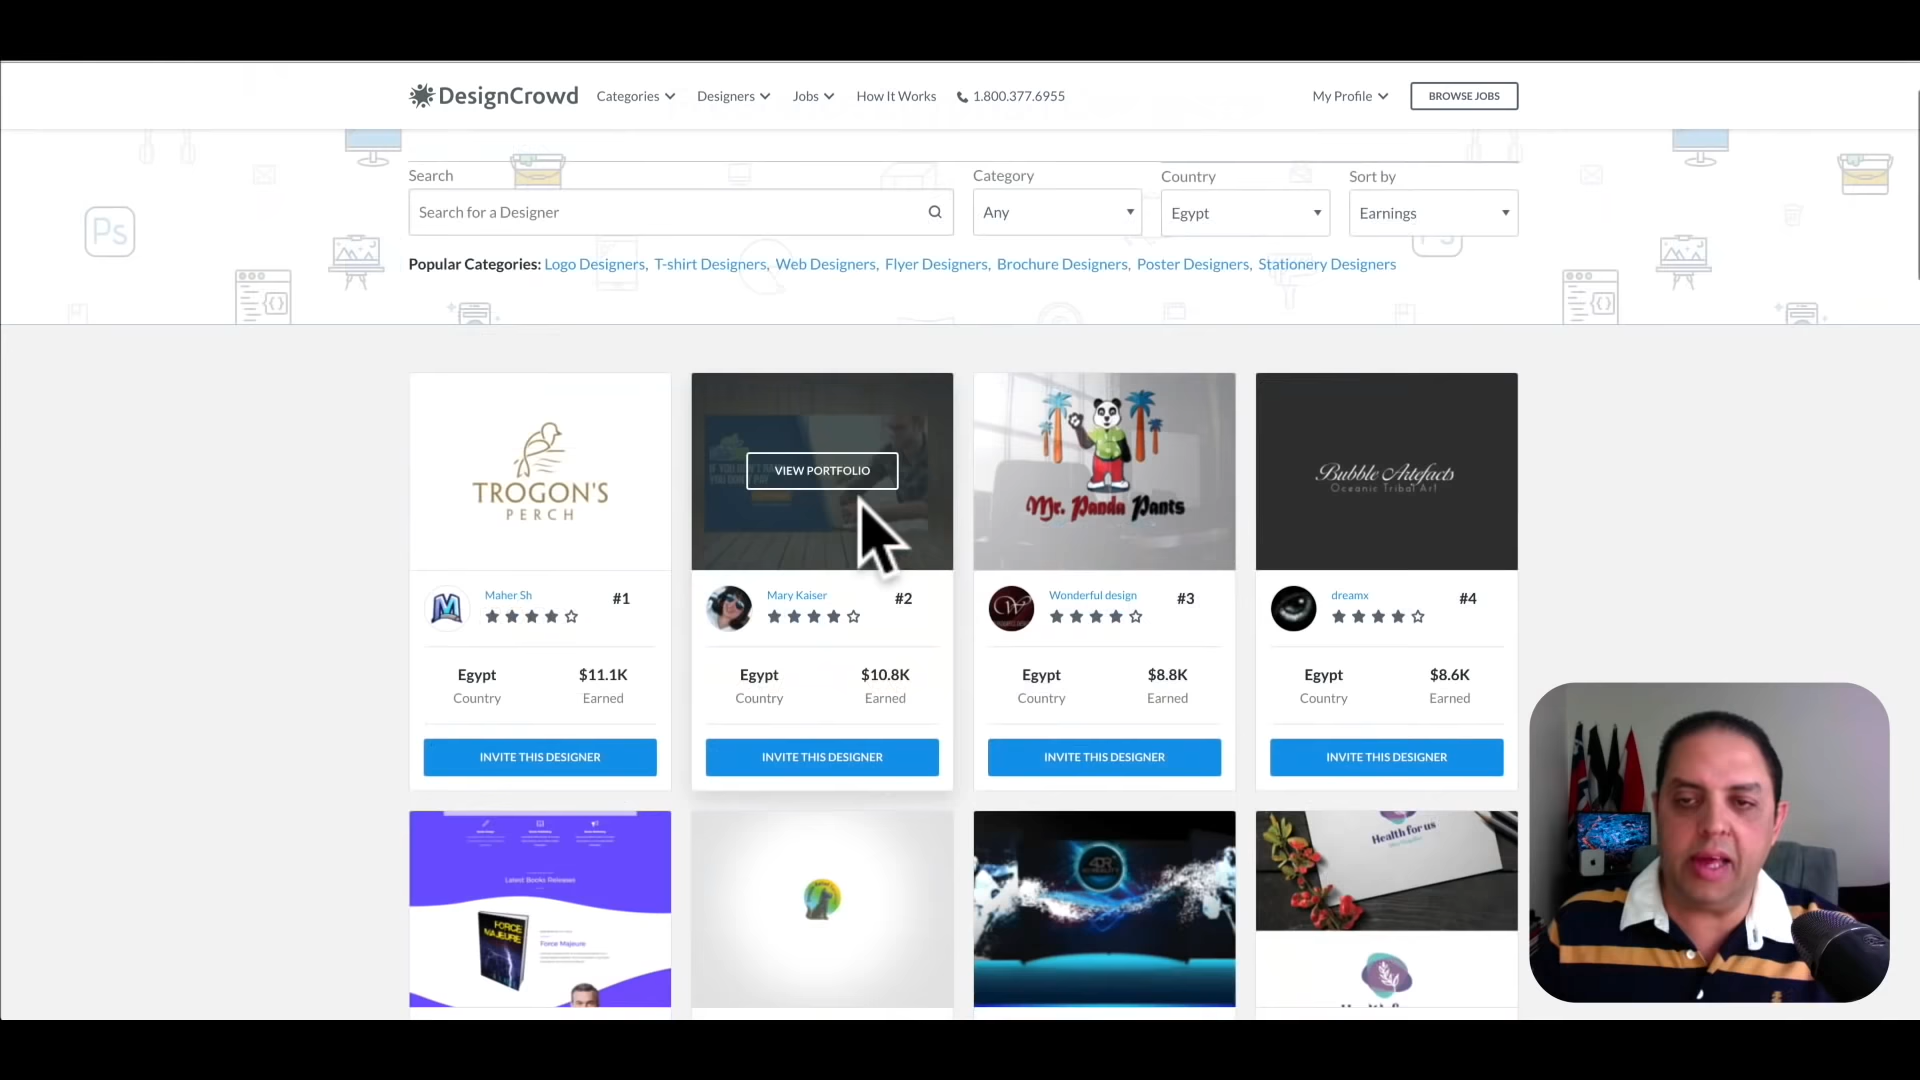 DesignCrowd Categories Designers Jobs How It Works 1.800.377.6955 My Profile BROWSE JOBS
Search Category Country Sort by
Search for a Designer Any Egypt Earnings
Ps
Popular Categories: Logo Designers, T-shirt Designers, Web Designers, Flyer Designers, Brochure Designers, Poster Designers, Stationery Designers
TROGON'S
PERCH
VIEW PORTFOLIO
Mr. Panda Pants
Bubble Artefacts
Oceanic Tribal Art
Maher Sh #1
Mary Kaiser #2
Wonderful design #3
dreamx #4
Egypt $11.1K
Country Earned
Egypt $10.8K
Country Earned
Egypt $8.8K
Country Earned
Egypt $8.6K
Country Earned
INVITE THIS DESIGNER
INVITE THIS DESIGNER
INVITE THIS DESIGNER
INVITE THIS DESIGNER
Latest Books Releases
FORCE
MAJEURE
Force Majeure
4DR
Health for us